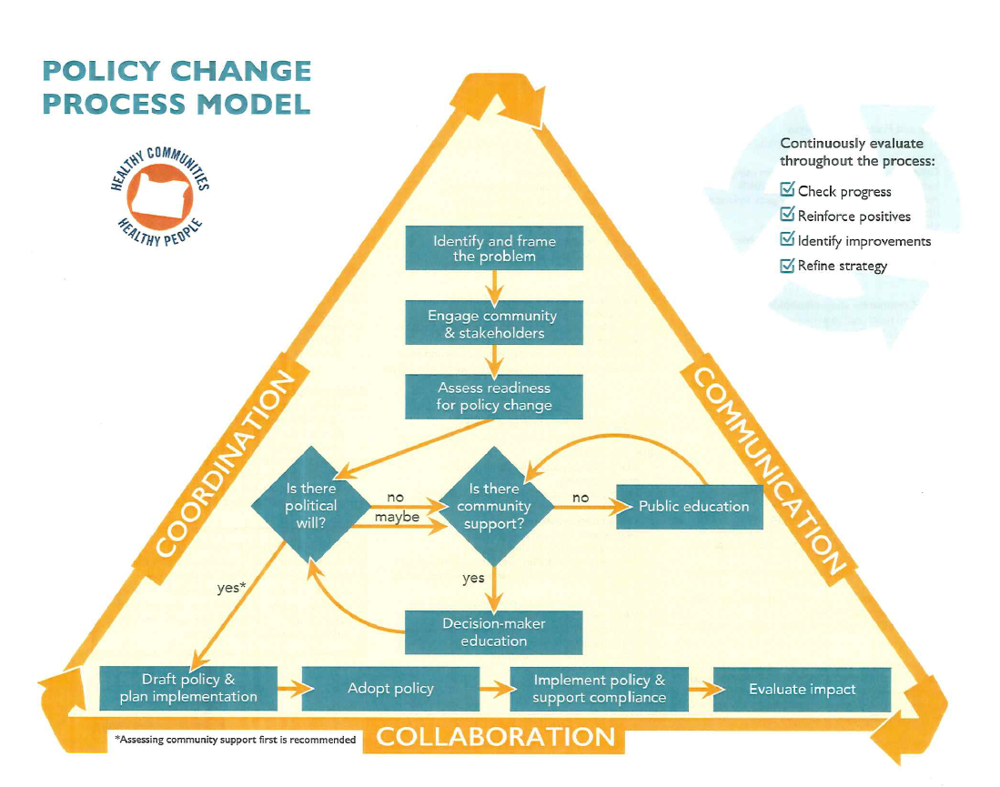 POLICY CHANGE
PROCESS MODEL
HEALTHY COMMUNITIES
HEALTHY PEOPLE
Continuously evaluate
throughout the process:
Check progress
Reinforce positives
Identify improvements
Refine strategy
Identify and frame
the problem
Engage community
& stakeholders
Assess readiness
for policy change
COORDINATION
COMMUNICATION
Is there
political
will?
no
maybe
Is there
community
support?
no
Public education
yes*
yes
Decision-maker
education
Draft policy &
plan implementation
Adopt policy
Implement policy &
support compliance
Evaluate impact
*Assessing community support first is recommended
COLLABORATION